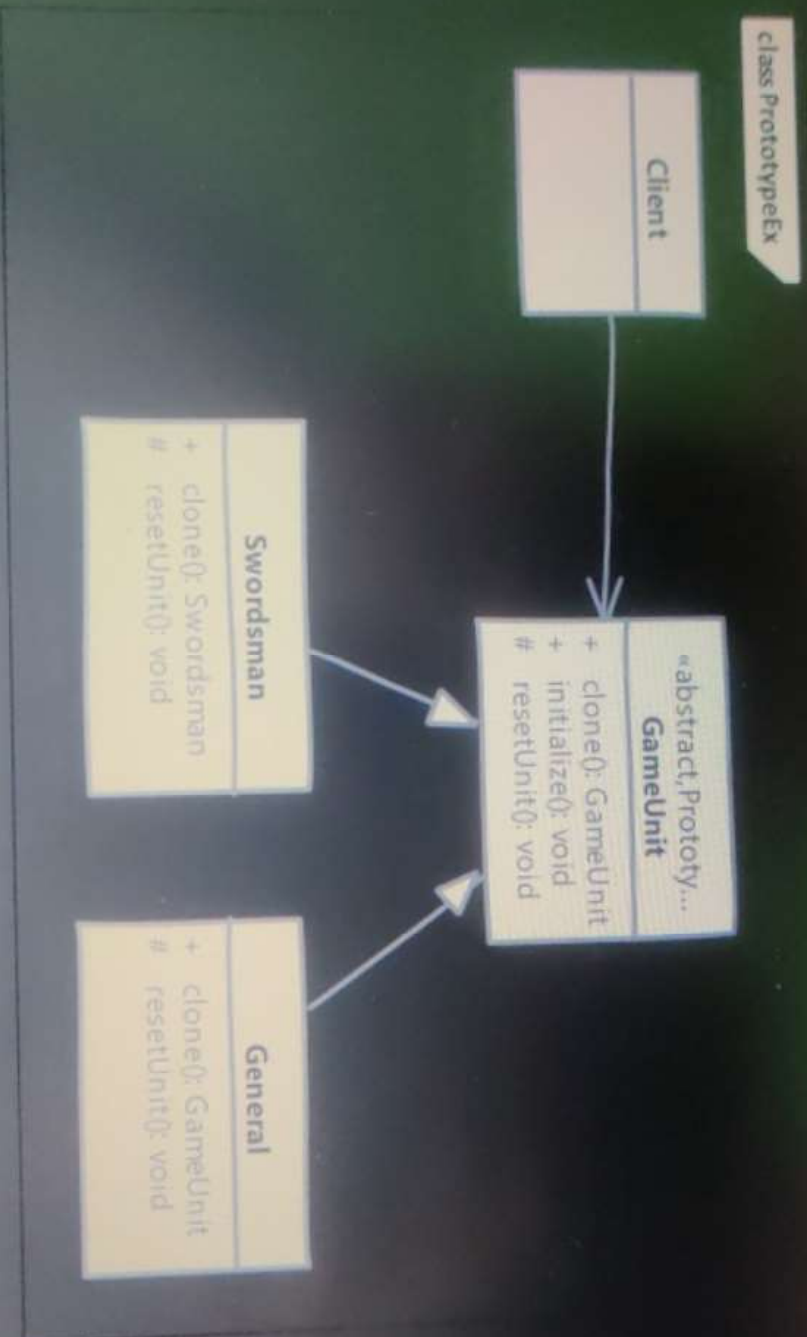 class PrototypeEx
Client
«abstract,Prototy...
GameUnit
+ clone(): GameUnit
+ initialize(): void
# resetUnit(): void
Swordsman
+ clone(): Swordsman
# resetUnit(): void
General
+ clone(): GameUnit
# resetUnit(): void